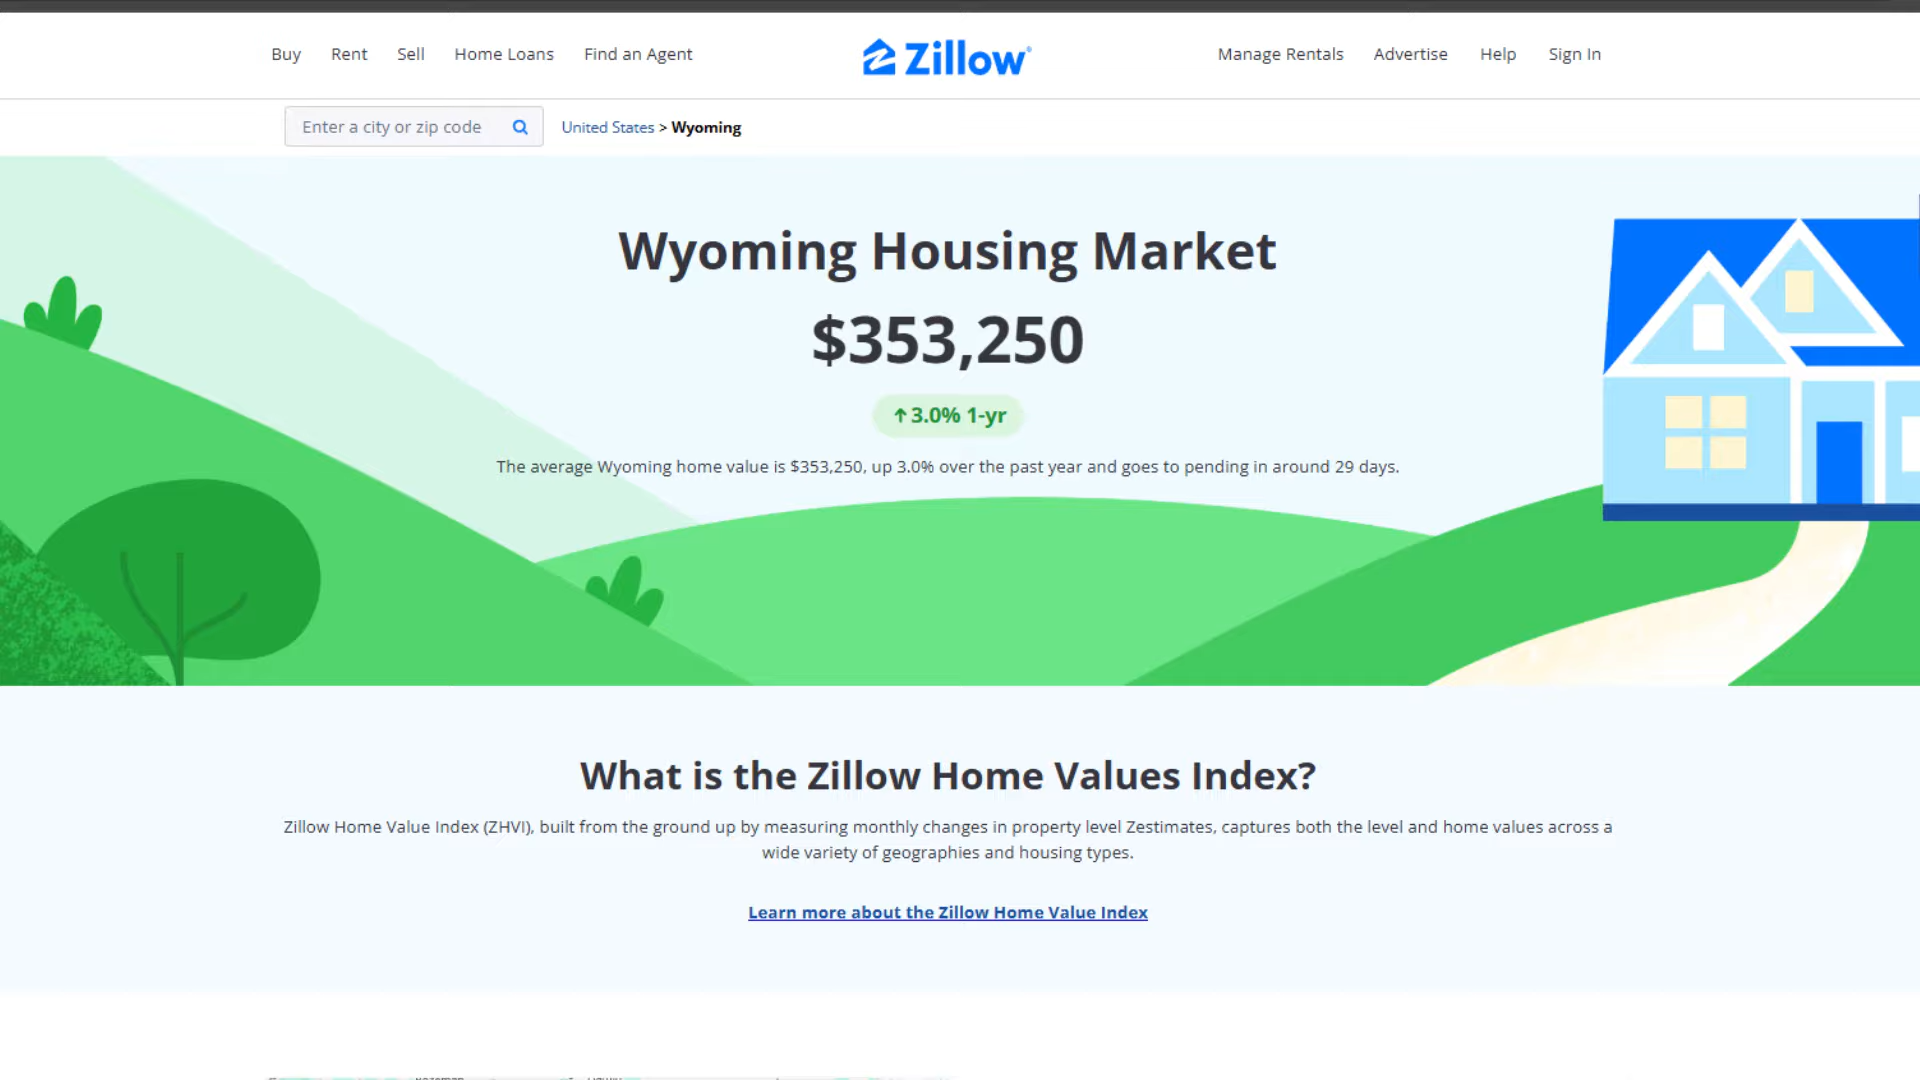 Buy Rent Sell Home Loans Find an Agent Zillow Manage Rentals Advertise Help Sign In
Enter a city or zip code United States > Wyoming
Wyoming Housing Market
$353,250
↑3.0% 1-yr
The average Wyoming home value is $353,250, up 3.0% over the past year and goes to pending in around 29 days.
What is the Zillow Home Values Index?
Zillow Home Value Index (ZHVI), built from the ground up by measuring monthly changes in property level Zestimates, captures both the level and home values across a
wide variety of geographies and housing types.
Learn more about the Zillow Home Value Index